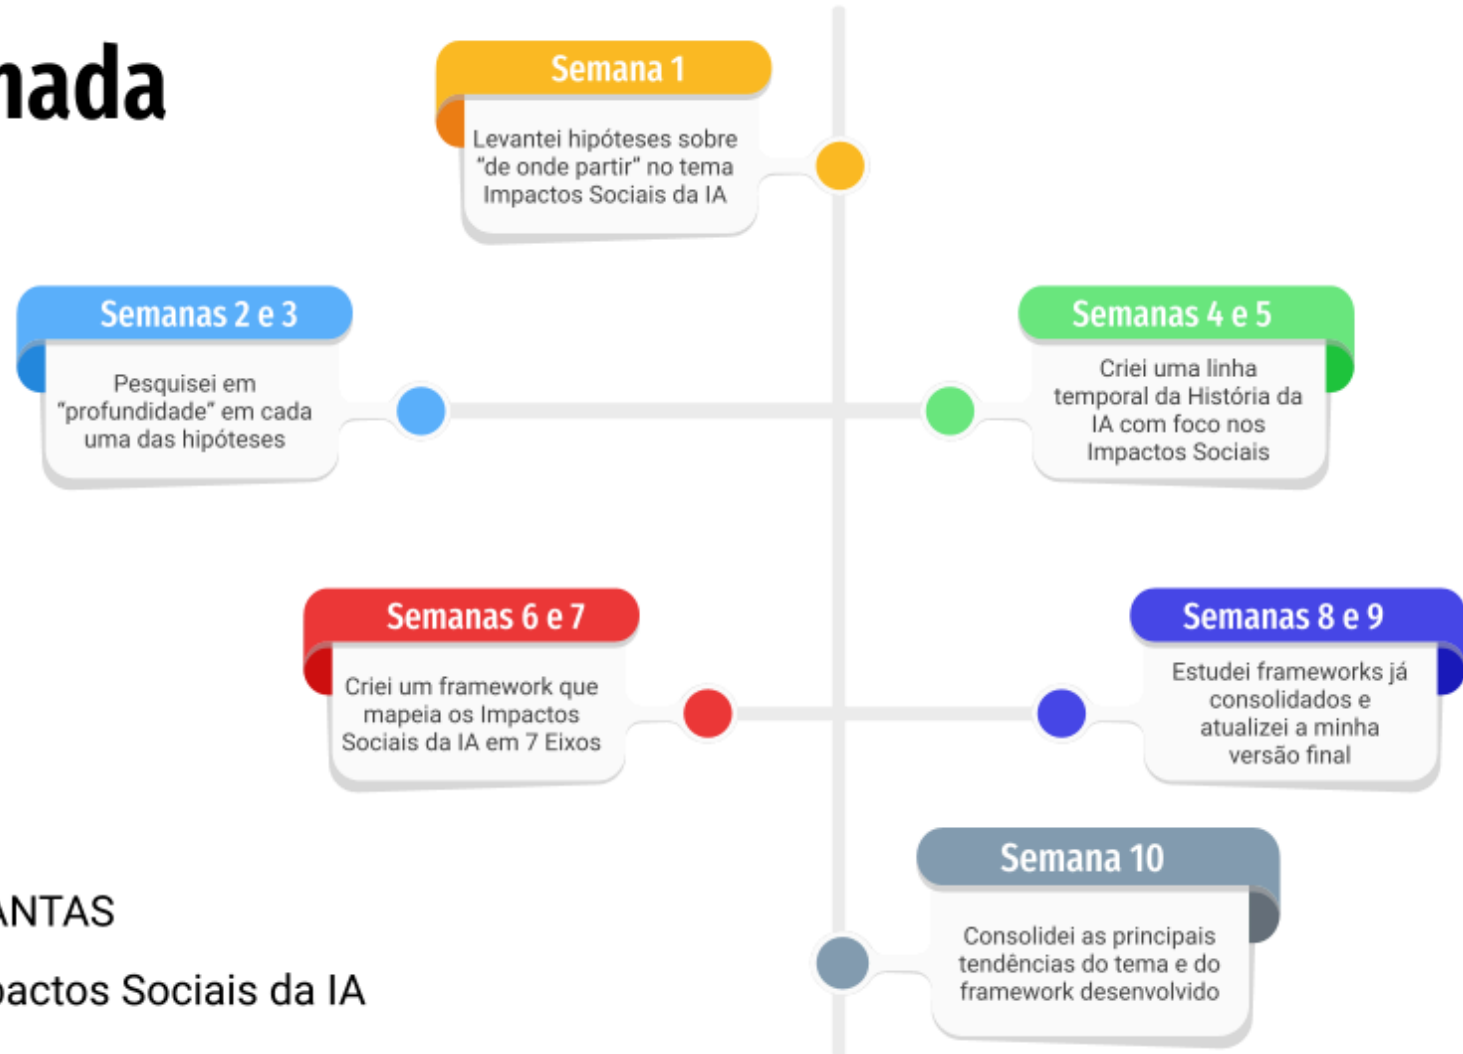 nada
Semana 1
Levantei hipóteses sobre
“de onde partir” no tema
Impactos Sociais da IA
Semanas 2 e 3
Pesquisei em
“profundidade” em cada
uma das hipóteses
Semanas 4 e 5
Criei uma linha
temporal da História da
IA com foco nos
Impactos Sociais
Semanas 6 e 7
Criei um framework que
mapeia os Impactos
Sociais da IA em 7 Eixos
Semanas 8 e 9
Estudei frameworks já
consolidados e
atualizei a minha
versão final
Semana 10
Consolidei as principais
tendências do tema e do
framework desenvolvido
ANTAS
pactos Sociais da IA